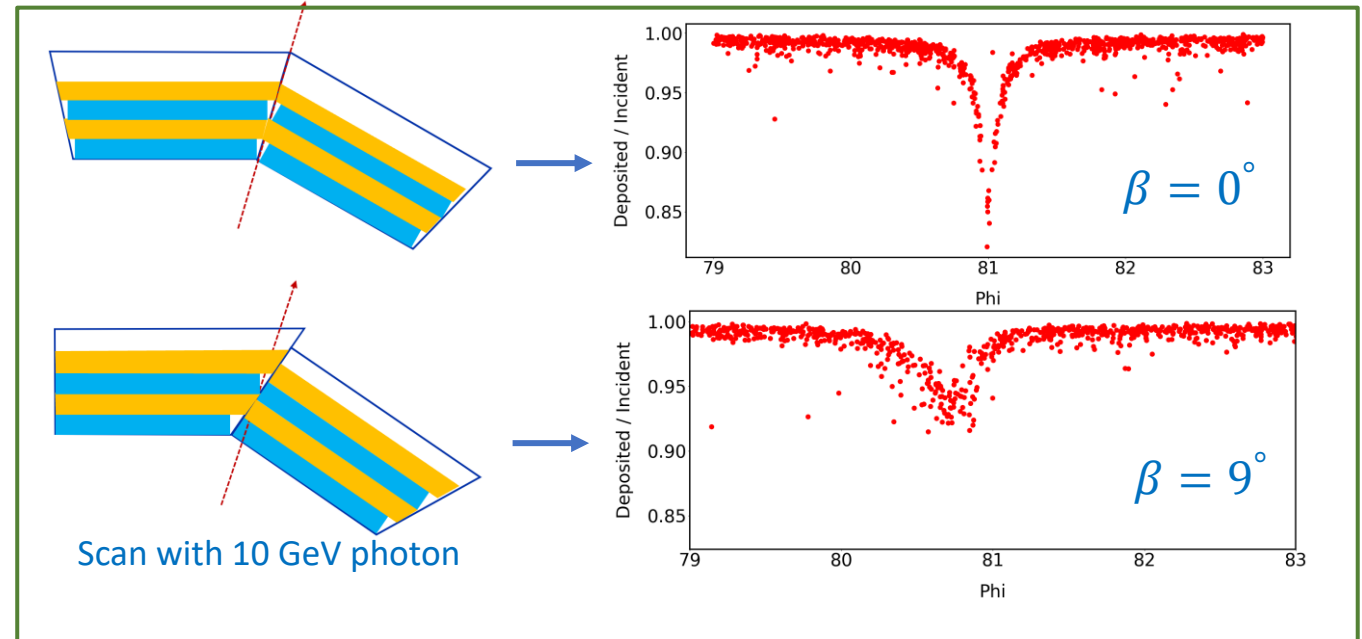 1.00
0.95
0.90
0.85
Deposited / Incident
β = 0°
79 80 81 82 83
Phi
1.00
0.95
0.90
0.85
Deposited / Incident
β = 9°
79 80 81 82 83
Phi
Scan with 10 GeV photon